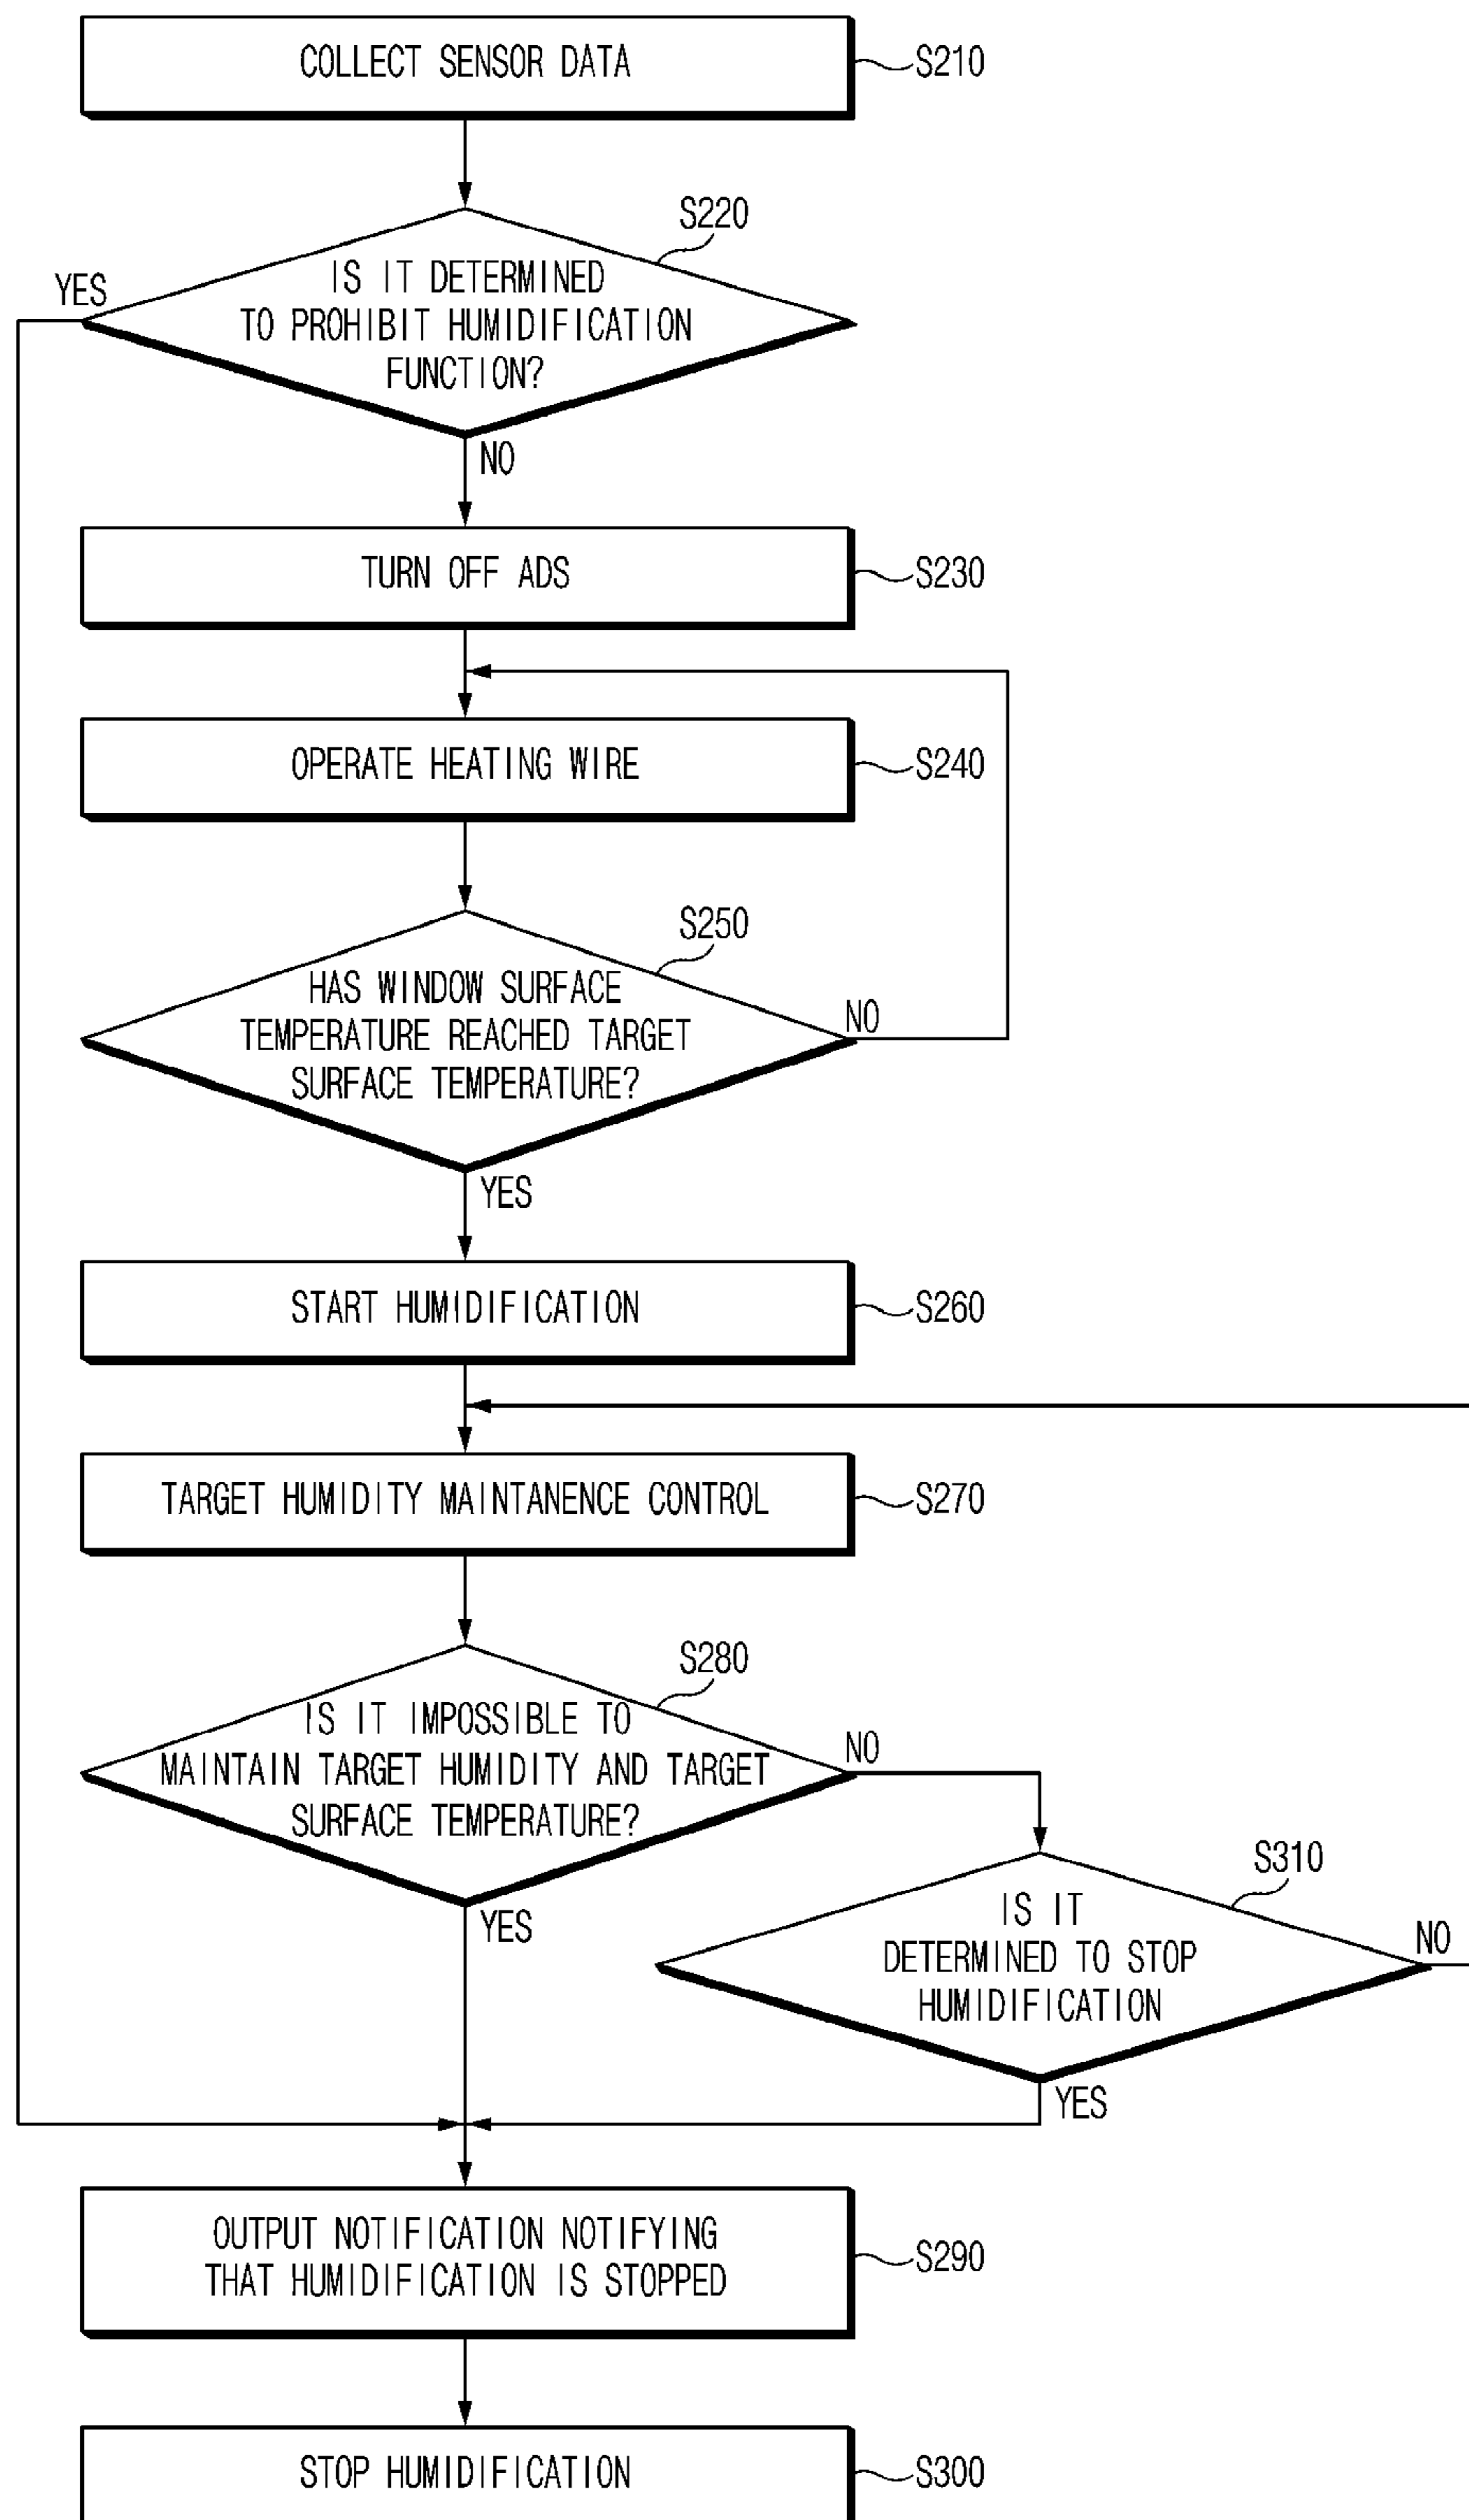 COLLECT SENSOR DATA
S210
S220
YES
IS IT DETERMINED
TO PROHIBIT HUMIDIFICATION
FUNCTION?
NO
TURN OFF ADS
S230
OPERATE HEATING WIRE
S240
S250
HAS WINDOW SURFACE
TEMPERATURE REACHED TARGET
SURFACE TEMPERATURE?
NO
YES
START HUMIDIFICATION
S260
TARGET HUMIDITY MAINTANENCE CONTROL
S270
S280
IS IT IMPOSSIBLE TO
MAINTAIN TARGET HUMIDITY AND TARGET
SURFACE TEMPERATURE?
NO
YES
S310
IS IT
DETERMINED TO STOP
HUMIDIFICATION
NO
YES
OUTPUT NOTIFICATION NOTIFYING
THAT HUMIDIFICATION IS STOPPED
S290
STOP HUMIDIFICATION
S300